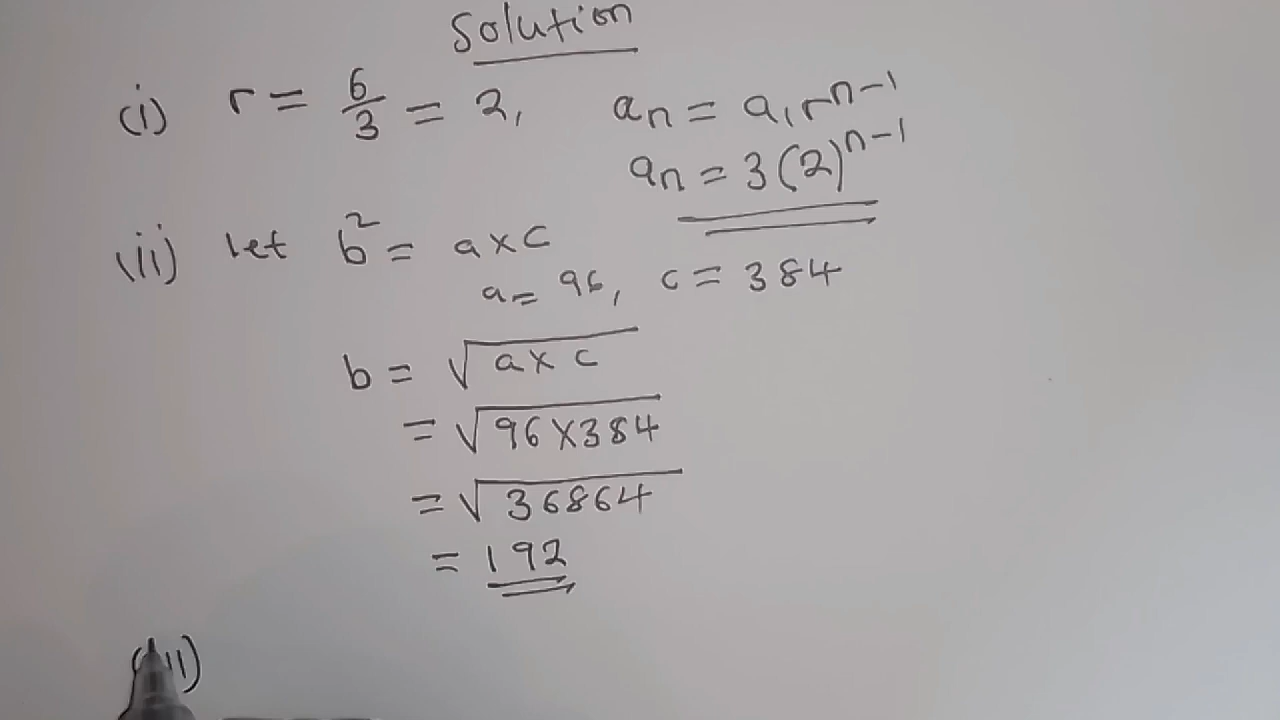 Solution
(i) r = 6/3 = 2, aₙ = a₁rⁿ⁻¹
aₙ = 3(2)ⁿ⁻¹
(ii) let b² = a×c
a = 96, c = 384
b = √(a×c)
= √(96×384)
= √36864
= 192